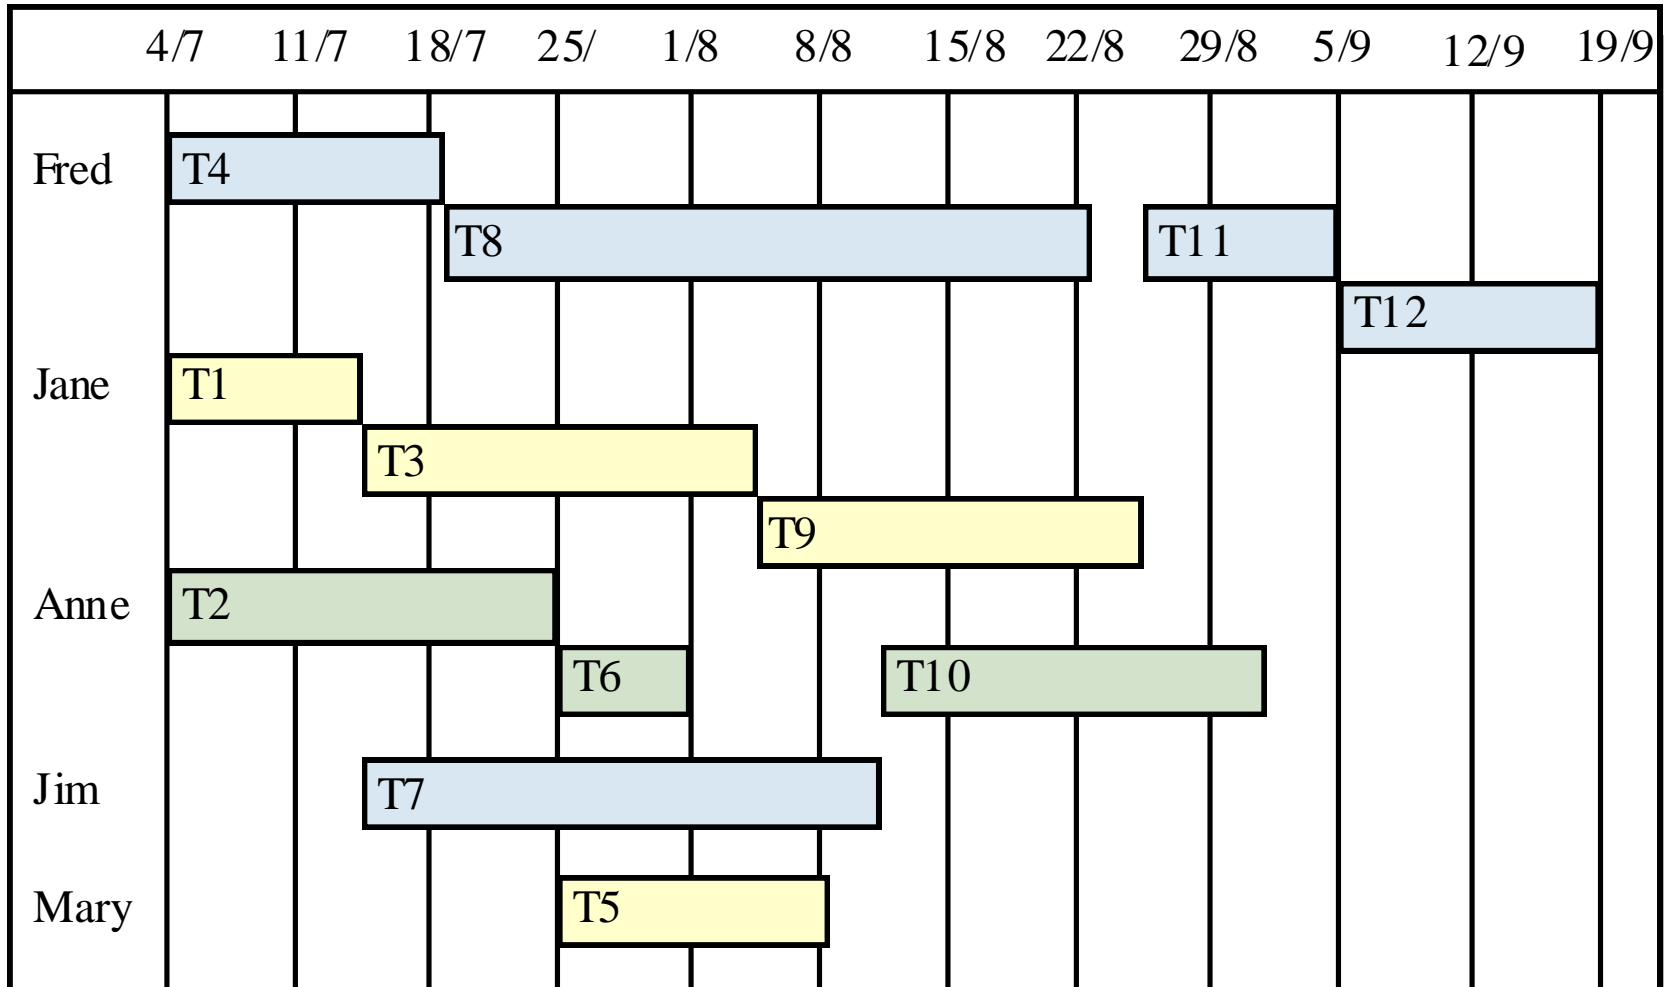 4/7 11/7 18/7 25/ 1/8 8/8 15/8 22/8 29/8 5/9 12/9 19/9
Fred T4
T8 T11
T12
Jane T1
T3
T9
Anne T2
T6 T10
Jim T7
Mary T5